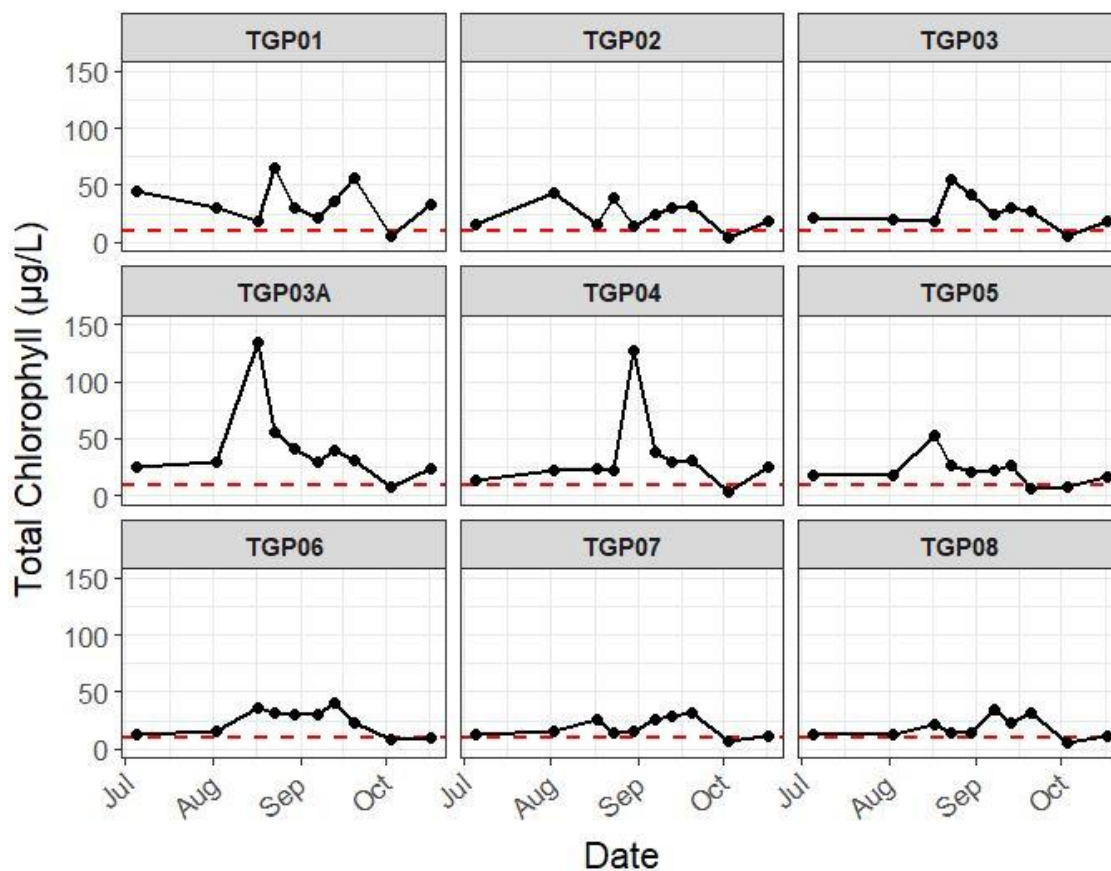 TGP01 TGP02 TGP03
150
100
50
0
TGP03A TGP04 TGP05
150
100
50
0
TGP06 TGP07 TGP08
150
100
50
0
Jul Aug Sep Oct Jul Aug Sep Oct Jul Aug Sep Oct
Total Chlorophyll (µg/L)
Date